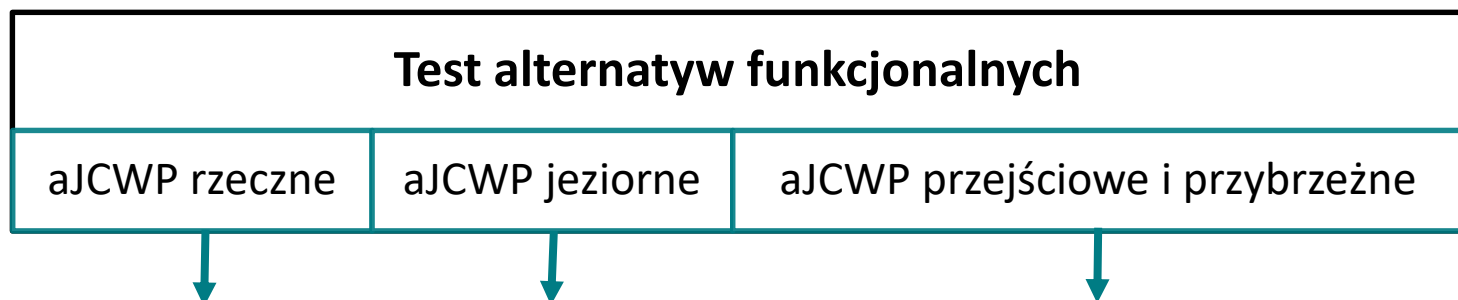 Test alternatyw funkcjonalnych
aJCWP rzeczne
aJCWP jeziorne
aJCWP przejściowe i przybrzeżne